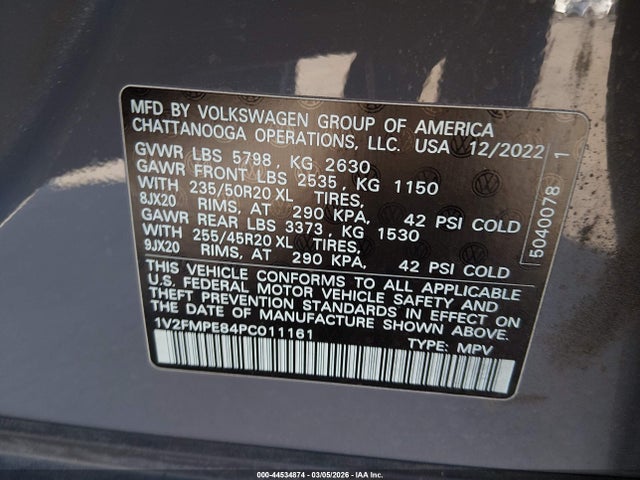 MFD BY VOLKSWAGEN GROUP OF AMERICA
CHATTANOOGA OPERATIONS, LLC. USA 12/2022
GVWR LBS 5798, KG 2630
GAWR FRONT LBS 2535, KG 1150
WITH 235/50R20 XL TIRES,
8JX20 RIMS, AT 290 KPA, 42 PSI COLD
GAWR REAR LBS 3373, KG 1530
WITH 255/45R20 XL TIRES,
9JX20 RIMS, AT 290 KPA, 42 PSI COLD
THIS VEHICLE CONFORMS TO ALL APPLICABLE
U.S. FEDERAL MOTOR VEHICLE SAFETY AND
THEFT PREVENTION STANDARDS IN EFFECT ON
THE DATE OF MANUFACTURE SHOWN ABOVE.
1V2FMPE84PC011161 TYPE: MPV
5040078 1
000-44534874 | 03/05/2026 | IAA Inc.